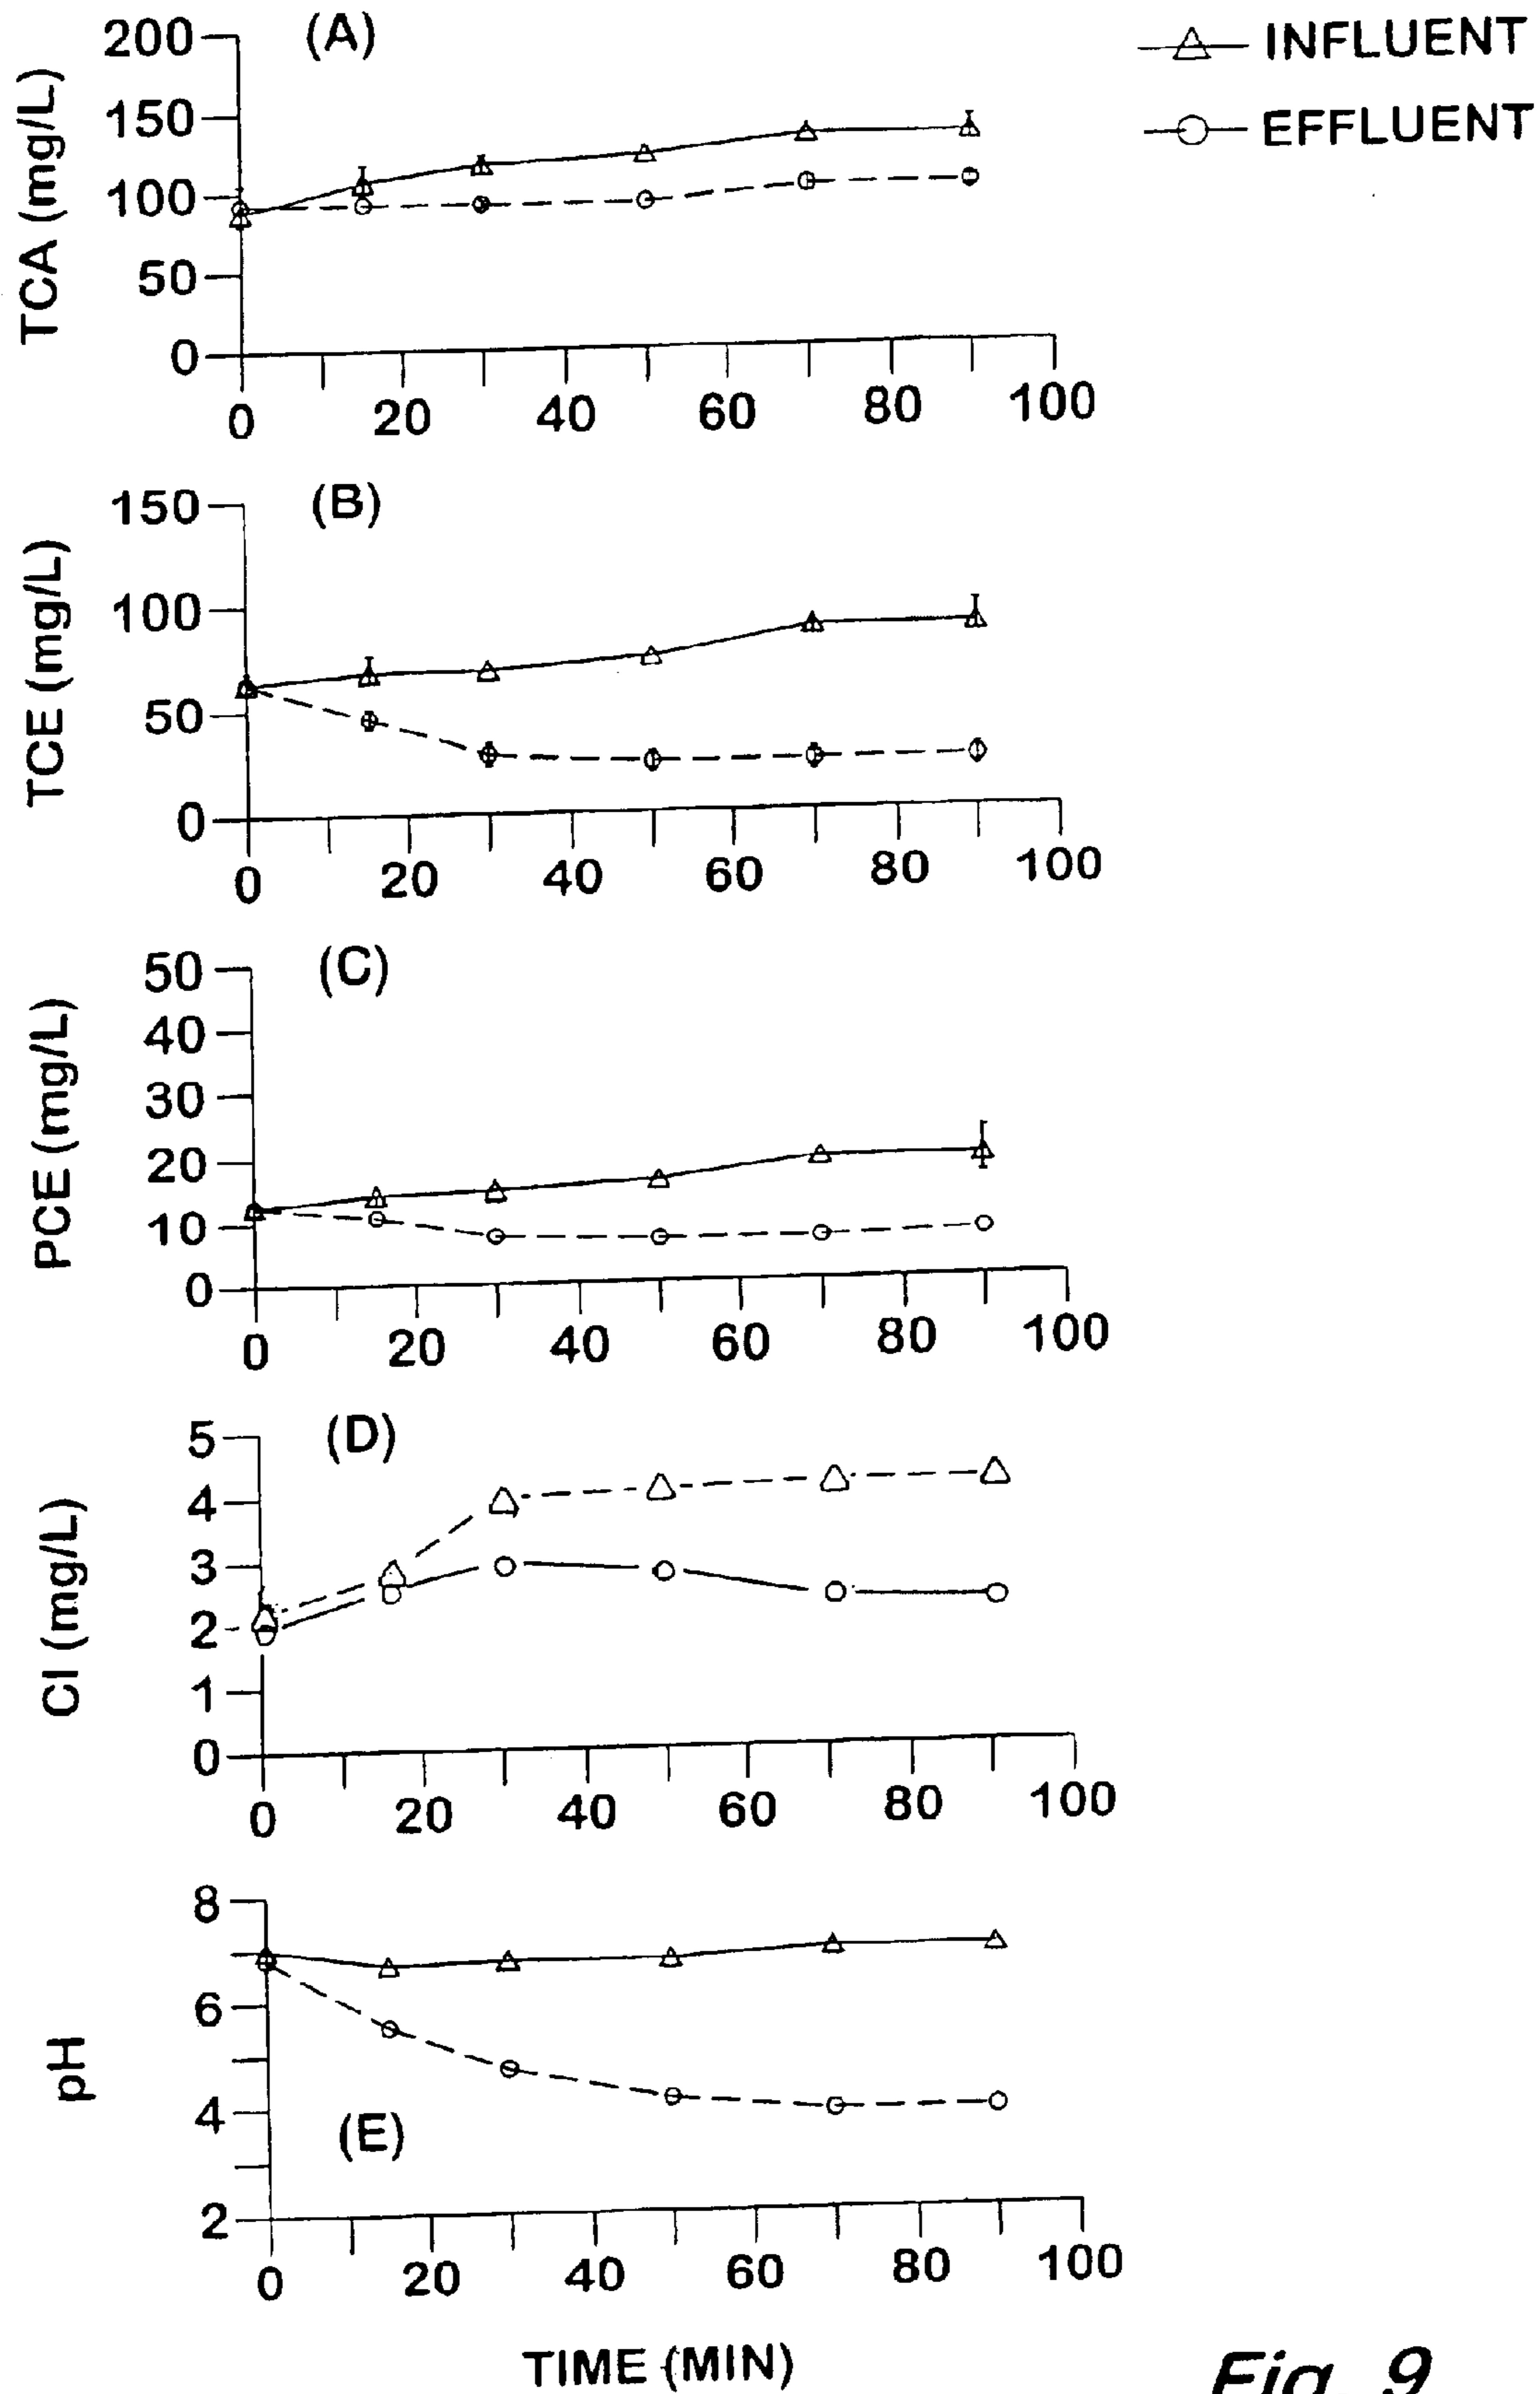 (A)
INFLUENT
EFFLUENT
TCA (mg/L)
200
150
100
50
0
0 20 40 60 80 100
(B)
TCE (mg/L)
150
100
50
0
0 20 40 60 80 100
(C)
PCE (mg/L)
50
40
30
20
10
0
0 20 40 60 80 100
(D)
Cl (mg/L)
5
4
3
2
1
0
0 20 40 60 80 100
pH
8
6
4
2
(E)
0 20 40 60 80 100
TIME (MIN)
Fig. 9